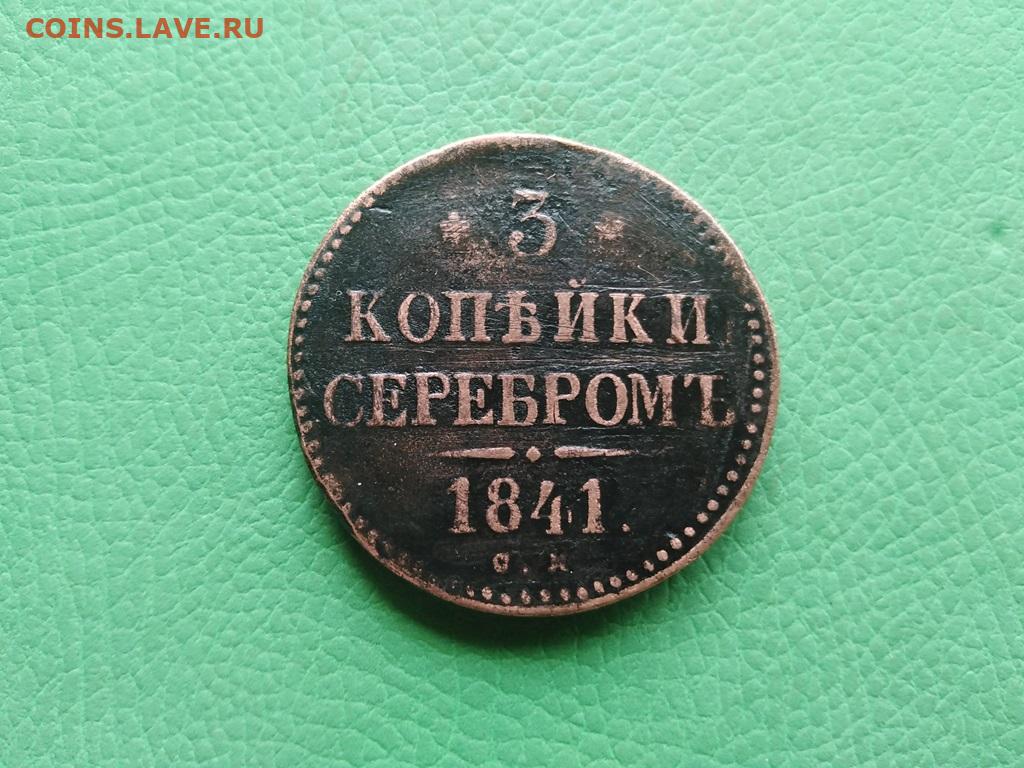 COINS.LAVE.RU
* 3 *
КОПѢЙКИ
СЕРЕБРОМЪ
1841.
С.М